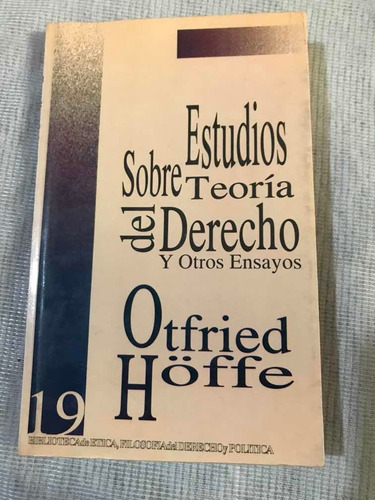 Estudios
Sobre Teoría
del Derecho
Y Otros Ensayos
Otfried
Höffe
19
BIBLIOTECA de ETICA, FILOSOFIA del DERECHO y POLITICA